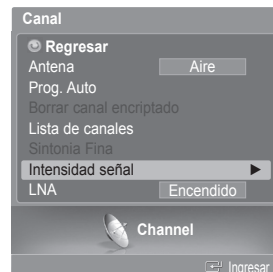 Canal
Regresar
Antena Aire
Prog. Auto
Borrar canal encriptado
Lista de canales
Sintonia Fina
Intensidad señal
LNA Encendido
Channel
Ingresar